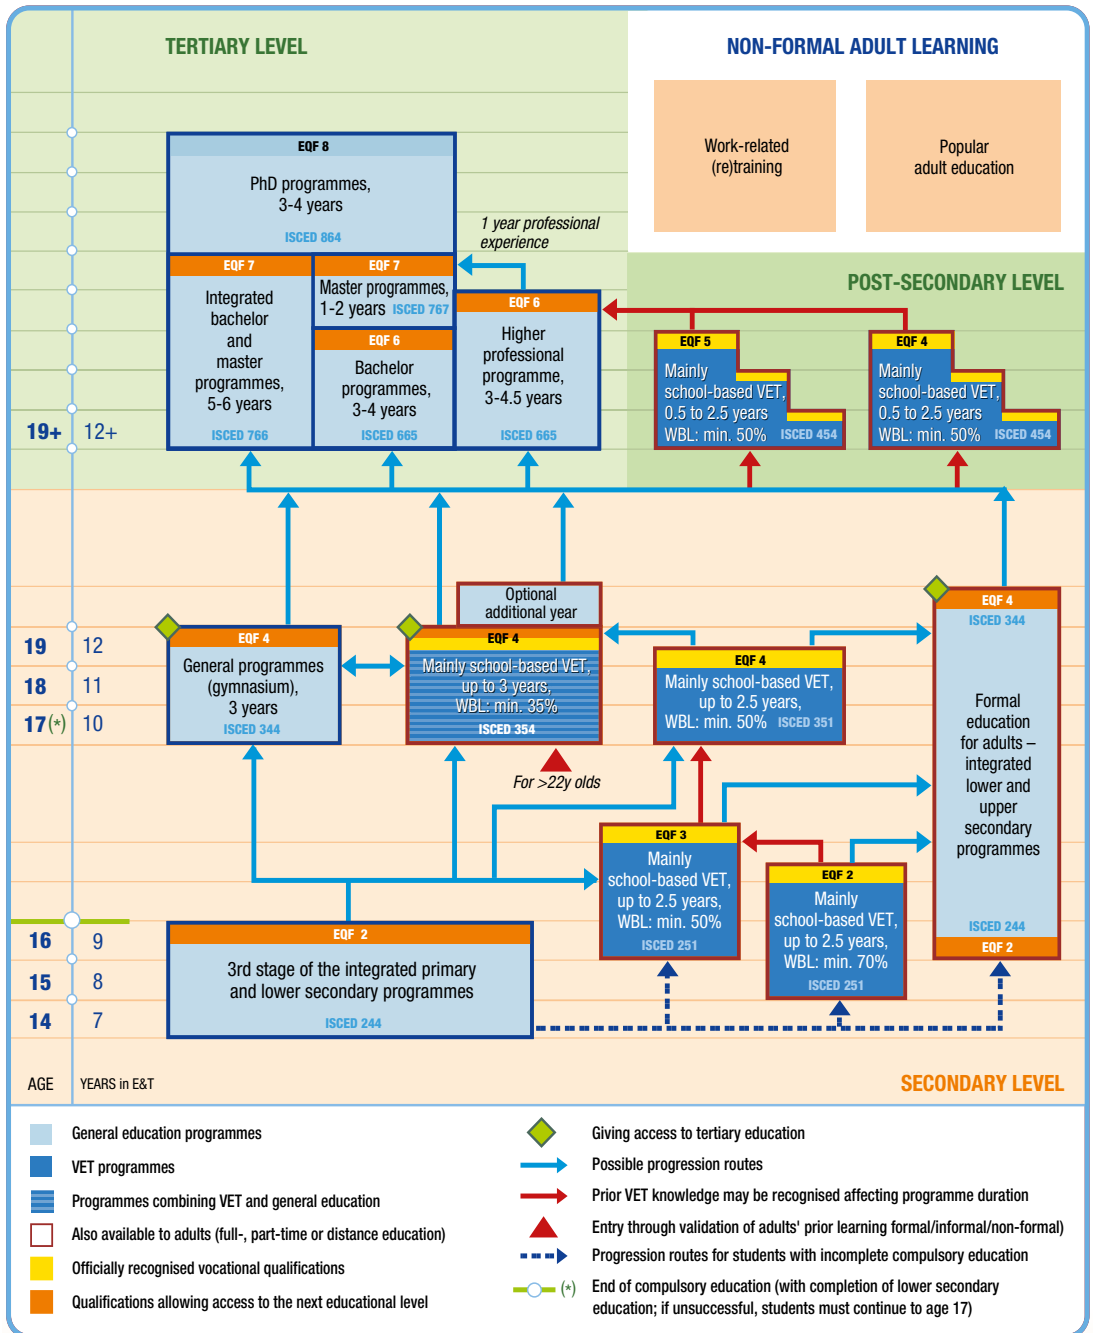 TERTIARY LEVEL
NON-FORMAL ADULT LEARNING
Work-related
(re)training
Popular
adult education
EQF 8
PhD programmes,
3-4 years
ISCED 864
1 year professional
experience
POST-SECONDARY LEVEL
EQF 7
Integrated
bachelor
and
master
programmes,
5-6 years
ISCED 766
EQF 7
Master programmes,
1-2 years ISCED 767
EQF 6
Bachelor
programmes,
3-4 years
ISCED 665
EQF 6
Higher
professional
programme,
3-4.5 years
ISCED 665
EQF 5
Mainly
school-based VET,
0.5 to 2.5 years
WBL: min. 50% ISCED 454
EQF 4
Mainly
school-based VET,
0.5 to 2.5 years
WBL: min. 50% ISCED 454
19+ 12+
Optional
additional year
EQF 4
General programmes
(gymnasium),
3 years
ISCED 344
EQF 4
Mainly school-based VET,
up to 3 years,
WBL: min. 35%
ISCED 354
For >22y olds
EQF 4
Mainly school-based VET,
up to 2.5 years,
WBL: min. 50% ISCED 351
EQF 4
ISCED 344
Formal
education
for adults –
integrated
lower and
upper
secondary
programmes
ISCED 244
EQF 2
19 12
18 11
17(*) 10
EQF 3
Mainly
school-based VET,
up to 2.5 years,
WBL: min. 50%
ISCED 251
EQF 2
Mainly
school-based VET,
up to 2.5 years,
WBL: min. 70%
ISCED 251
EQF 2
3rd stage of the integrated primary
and lower secondary programmes
ISCED 244
16 9
15 8
14 7
AGE YEARS in E&T
SECONDARY LEVEL
General education programmes
VET programmes
Programmes combining VET and general education
Also available to adults (full-, part-time or distance education)
Officially recognised vocational qualifications
Qualifications allowing access to the next educational level
Giving access to tertiary education
Possible progression routes
Prior VET knowledge may be recognised affecting programme duration
Entry through validation of adults' prior learning formal/informal/non-formal)
Progression routes for students with incomplete compulsory education
(*) End of compulsory education (with completion of lower secondary
education; if unsuccessful, students must continue to age 17)